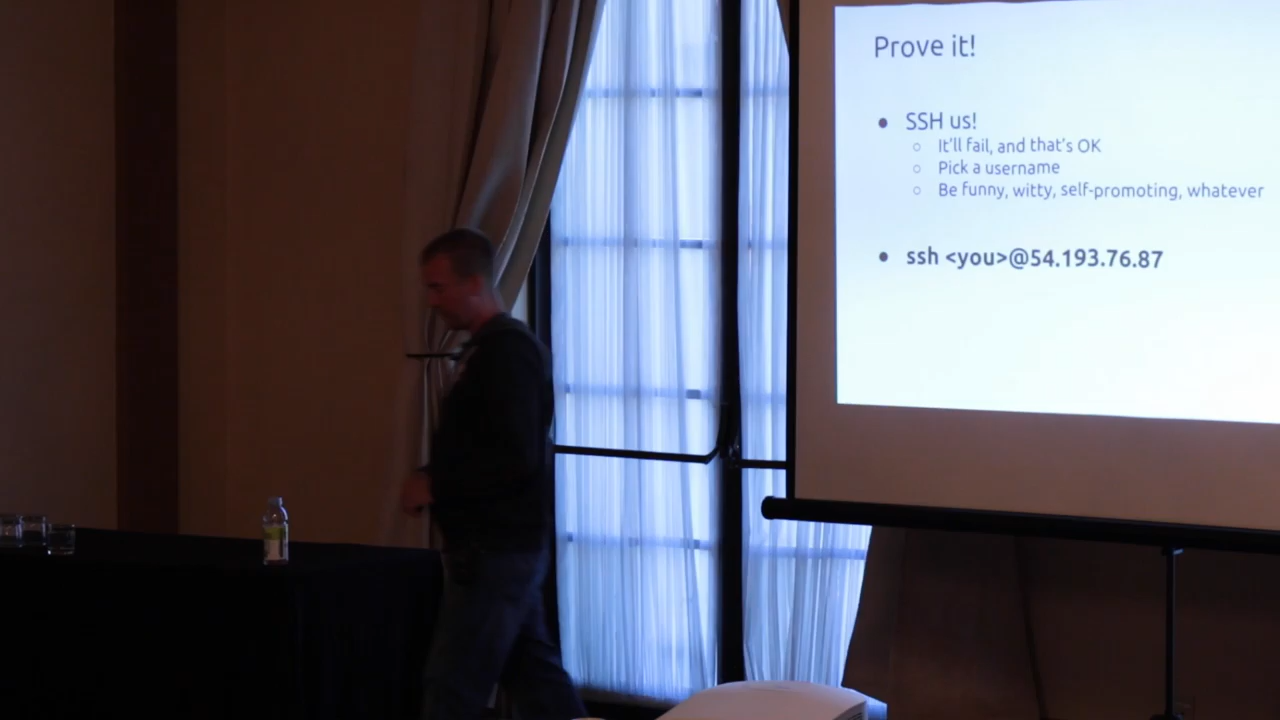 Prove it!
● SSH us!
○ It'll fail, and that's OK
○ Pick a username
○ Be funny, witty, self-promoting, whatever
● ssh <you>@54.193.76.87